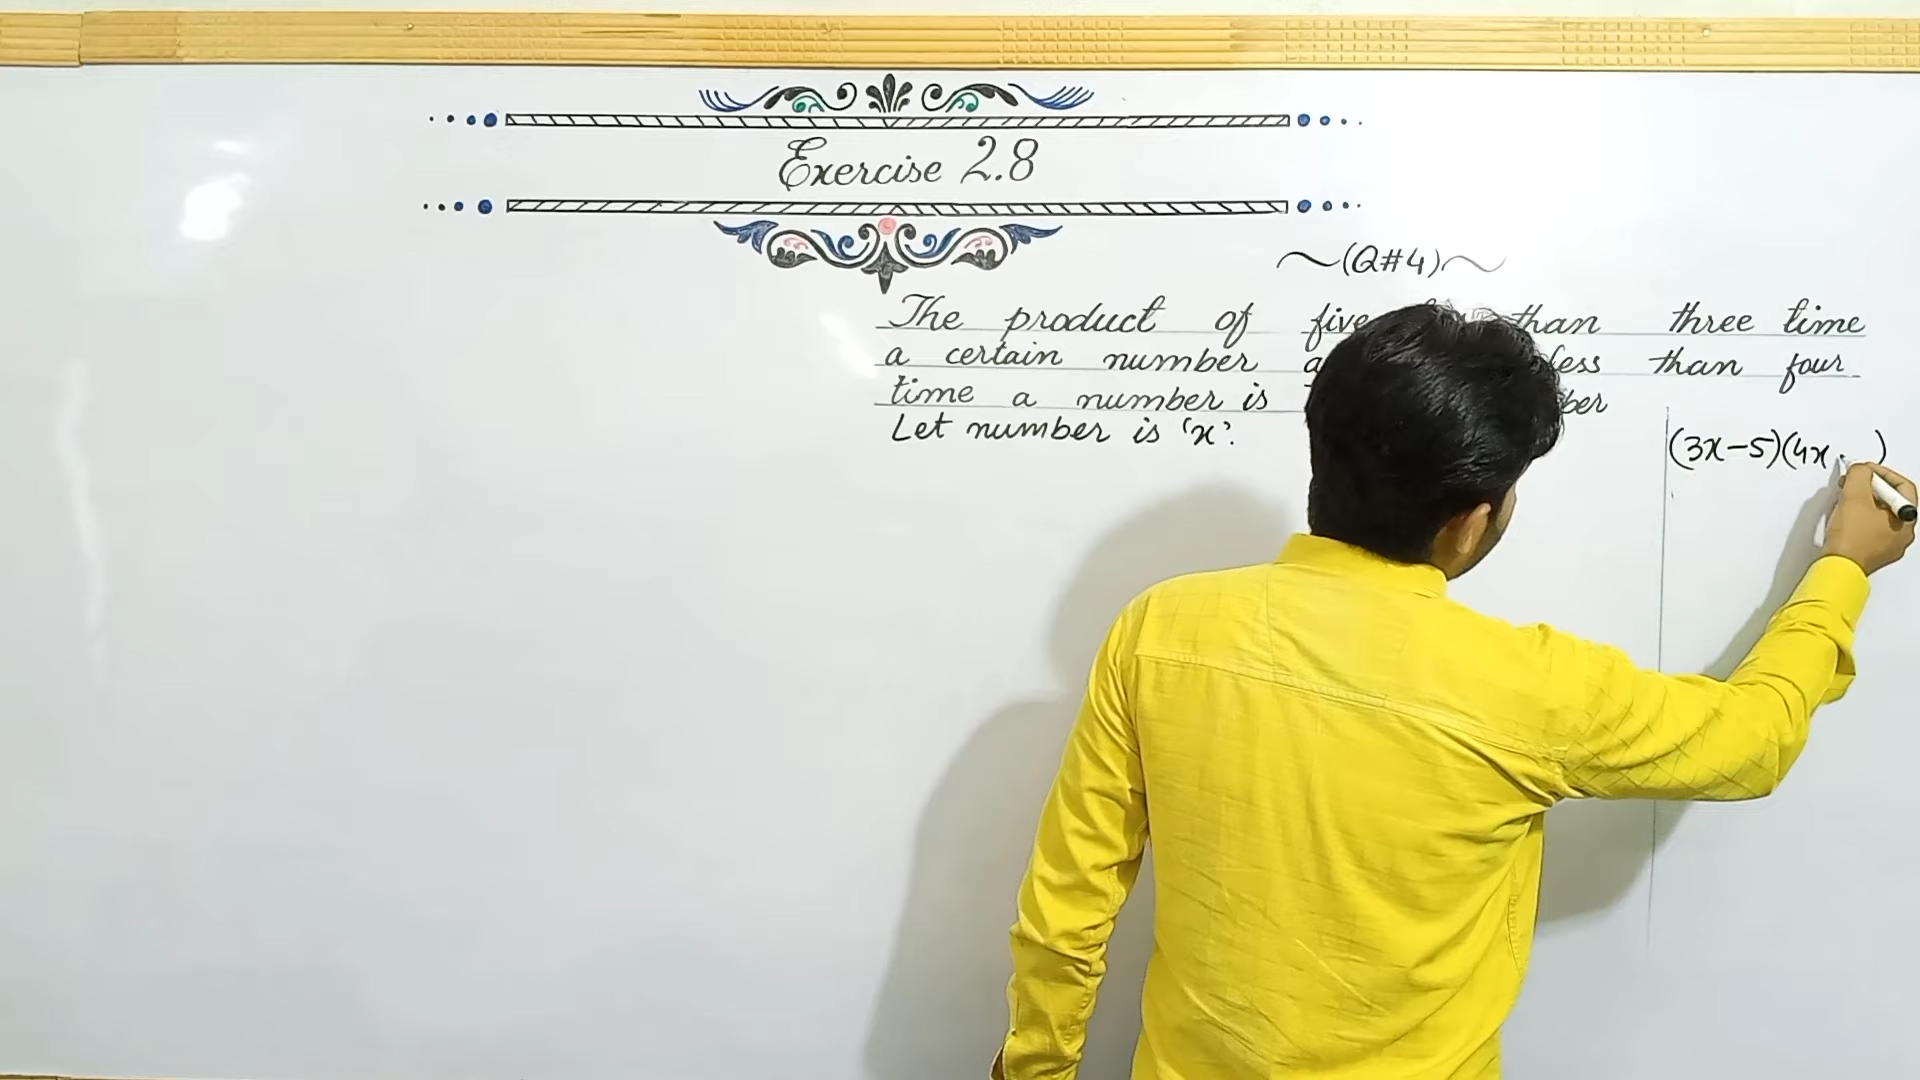 Exercise 2.8
(Q#4)
The product of five than three time
a certain number less than four
time a number is
Let number is 'x'.
(3x-5)(4x )